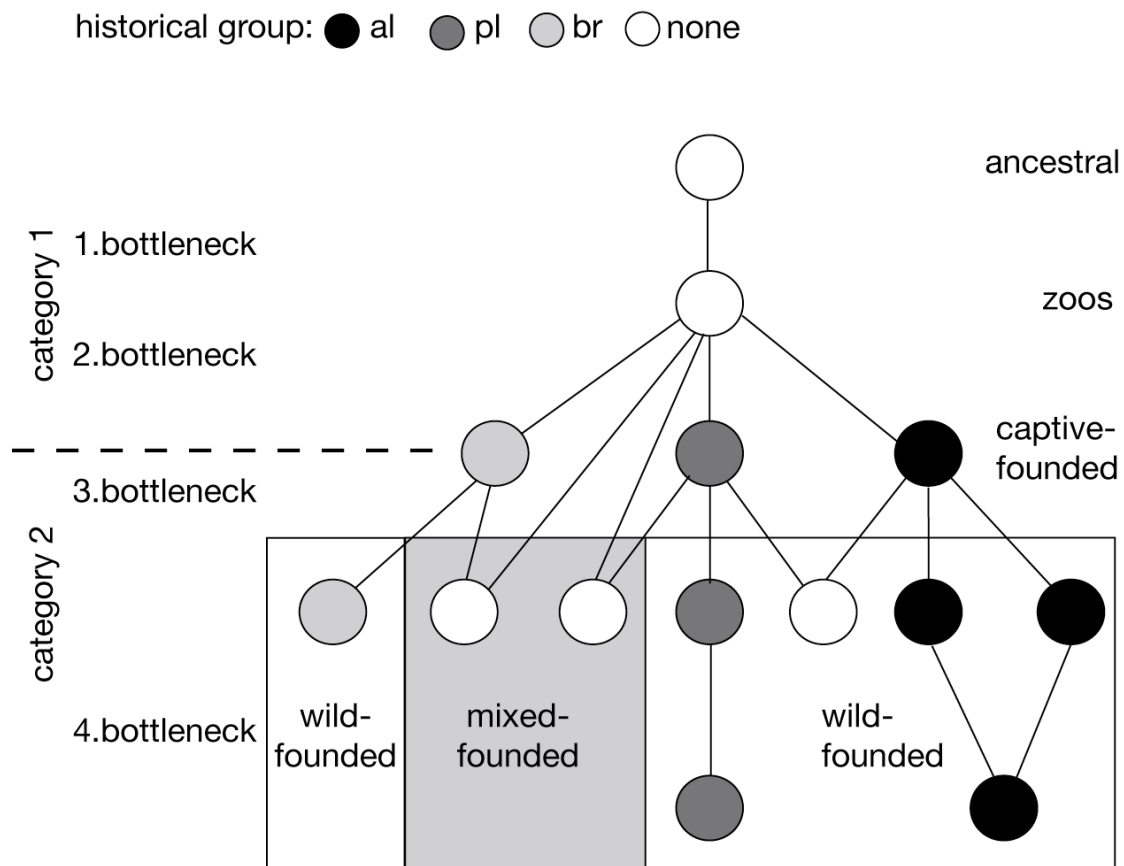 historical group: al pl br none
ancestral
category 1
1.bottleneck
zoos
2.bottleneck
captive-
founded
category 2
3.bottleneck
4.bottleneck
wild-
founded
mixed-
founded
wild-
founded